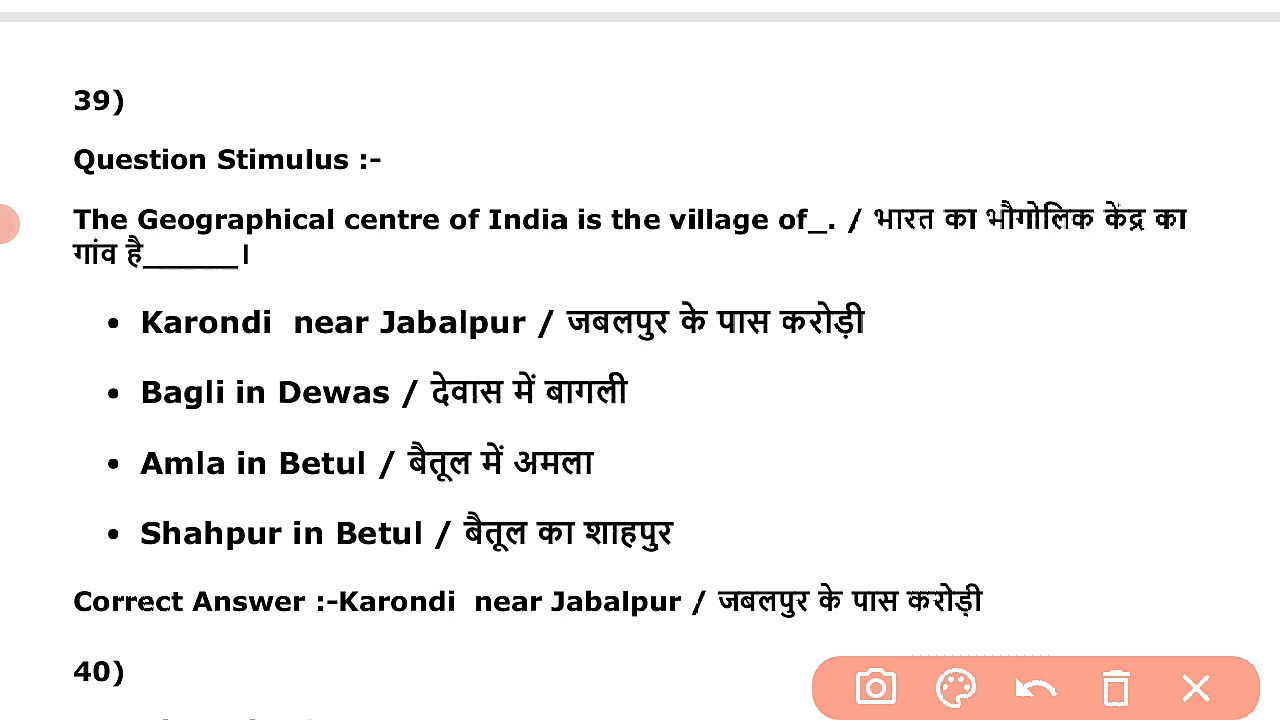 39)
Question Stimulus :-
The Geographical centre of India is the village of_. / भारत का भौगोलिक केंद्र का
गांव है______।
• Karondi  near Jabalpur / जबलपुर के पास करोड़ी
• Bagli in Dewas / देवास में बागली
• Amla in Betul / बैतूल में अमला
• Shahpur in Betul / बैतूल का शाहपुर
Correct Answer :-Karondi  near Jabalpur / जबलपुर के पास करोड़ी
40)